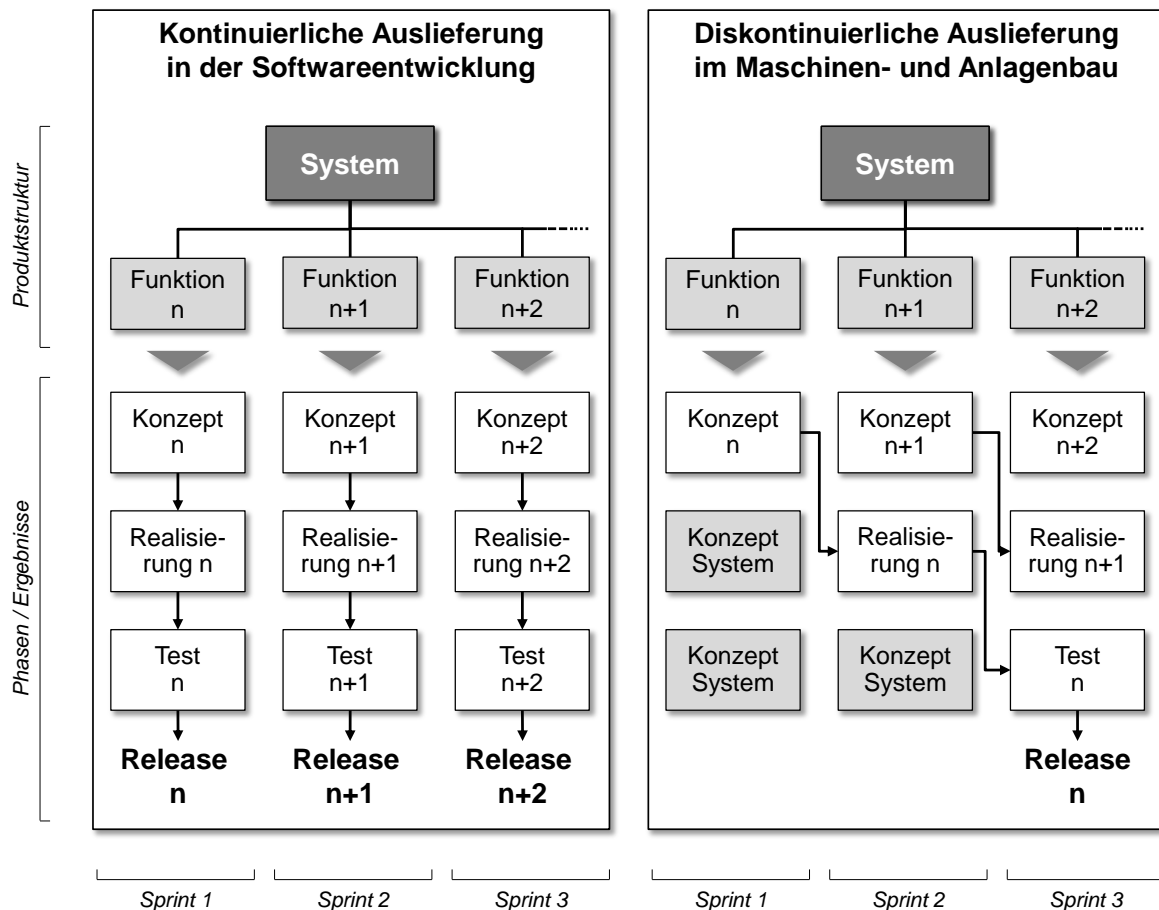 Kontinuierliche Auslieferung
in der Softwareentwicklung
Diskontinuierliche Auslieferung
im Maschinen- und Anlagenbau
Produktstruktur
System
System
Funktion
n
Funktion
n+1
Funktion
n+2
Funktion
n
Funktion
n+1
Funktion
n+2
Phasen / Ergebnisse
Konzept
n
Konzept
n+1
Konzept
n+2
Konzept
n
Konzept
n+1
Konzept
n+2
Realisie-
rung n
Realisie-
rung n+1
Realisie-
rung n+2
Konzept
System
Realisie-
rung n
Realisie-
rung n+1
Test
n
Test
n+1
Test
n+2
Konzept
System
Konzept
System
Test
n
Release
n
Release
n+1
Release
n+2
Release
n
Sprint 1
Sprint 2
Sprint 3
Sprint 1
Sprint 2
Sprint 3